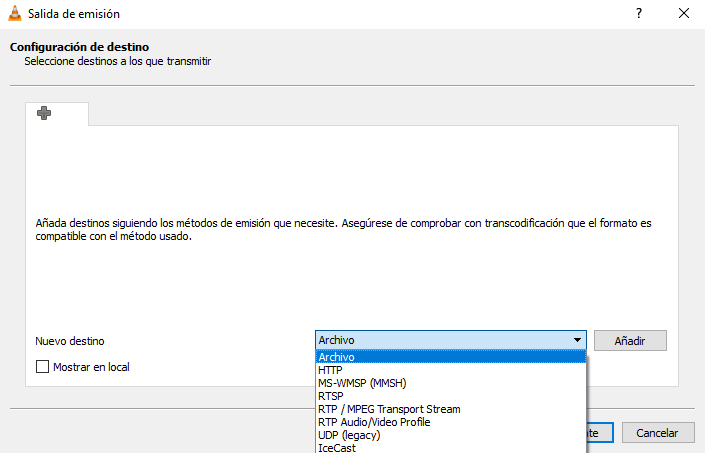 Salida de emisión
Configuración de destino
Seleccione destinos a los que transmitir
Añada destinos siguiendo los métodos de emisión que necesite. Asegúrese de comprobar con transcodificación que el formato es
compatible con el método usado.
Nuevo destino
Archivo
Añadir
Archivo
Mostrar en local
HTTP
MS-WMSP (MMSH)
RTSP
RTP / MPEG Transport Stream
RTP Audio/Video Profile
UDP (legacy)
Cancelar
IceCast